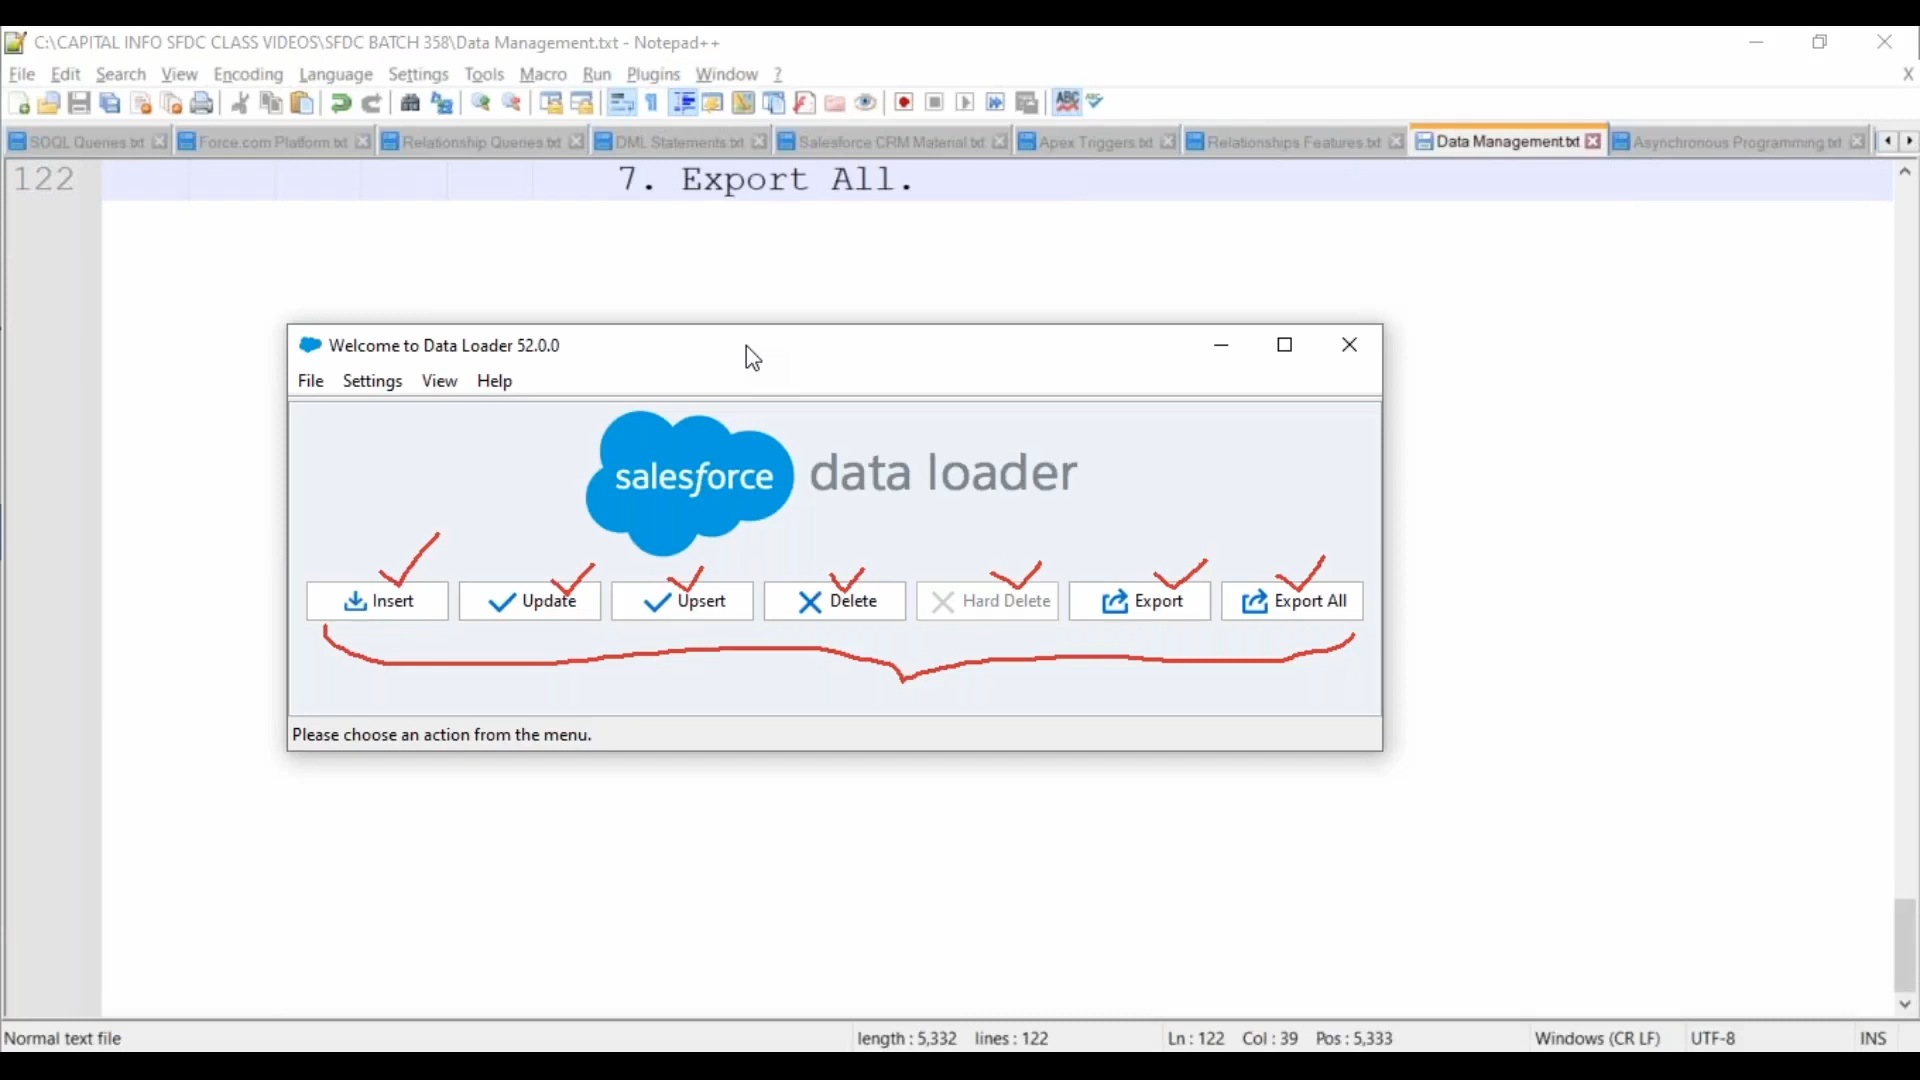 C:\CAPITAL INFO SFDC CLASS VIDEOS\SFDC BATCH 358\Data Management.txt - Notepad++
File Edit Search View Encoding Language Settings Tools Macro Run Plugins Window ? X
SOQL Queries.txt Force.com Platform.txt Relationship Queries.txt DML Statements.txt Salesforce CRM Material.txt Apex Triggers.txt Relationships Features.txt Data Management.txt Asynchronous Programming.txt
122 7. Export All.
Welcome to Data Loader 52.0.0
File Settings View Help
salesforce data loader
Insert Update Upsert Delete Hard Delete Export Export All
Please choose an action from the menu.
Normal text file length : 5,332 lines : 122 Ln : 122 Col : 39 Pos : 5,333 Windows (CR LF) UTF-8 INS